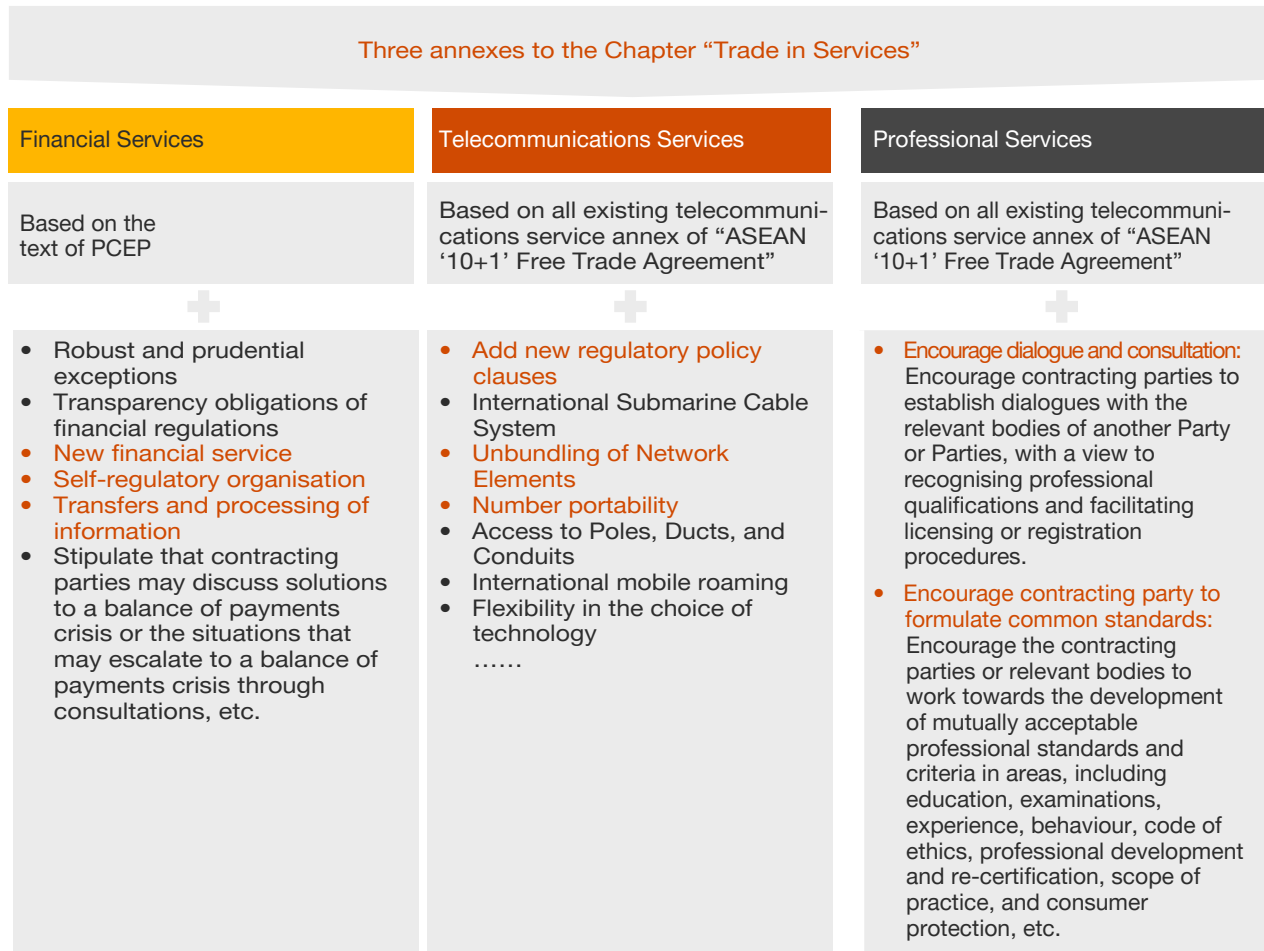 Three annexes to the Chapter “Trade in Services”
Financial Services
Based on the
text of PCEP
• Robust and prudential
exceptions
• Transparency obligations of
financial regulations
• New financial service
• Self-regulatory organisation
• Transfers and processing of
information
• Stipulate that contracting
parties may discuss solutions
to a balance of payments
crisis or the situations that
may escalate to a balance of
payments crisis through
consultations, etc.
Telecommunications Services
Based on all existing telecommuni-
cations service annex of “ASEAN
‘10+1’ Free Trade Agreement”
• Add new regulatory policy
clauses
• International Submarine Cable
System
• Unbundling of Network
Elements
• Number portability
• Access to Poles, Ducts, and
Conduits
• International mobile roaming
• Flexibility in the choice of
technology
……
Professional Services
Based on all existing telecommuni-
cations service annex of “ASEAN
‘10+1’ Free Trade Agreement”
• Encourage dialogue and consultation:
Encourage contracting parties to
establish dialogues with the
relevant bodies of another Party
or Parties, with a view to
recognising professional
qualifications and facilitating
licensing or registration
procedures.
• Encourage contracting party to
formulate common standards:
Encourage the contracting
parties or relevant bodies to
work towards the development
of mutually acceptable
professional standards and
criteria in areas, including
education, examinations,
experience, behaviour, code of
ethics, professional development
and re-certification, scope of
practice, and consumer
protection, etc.